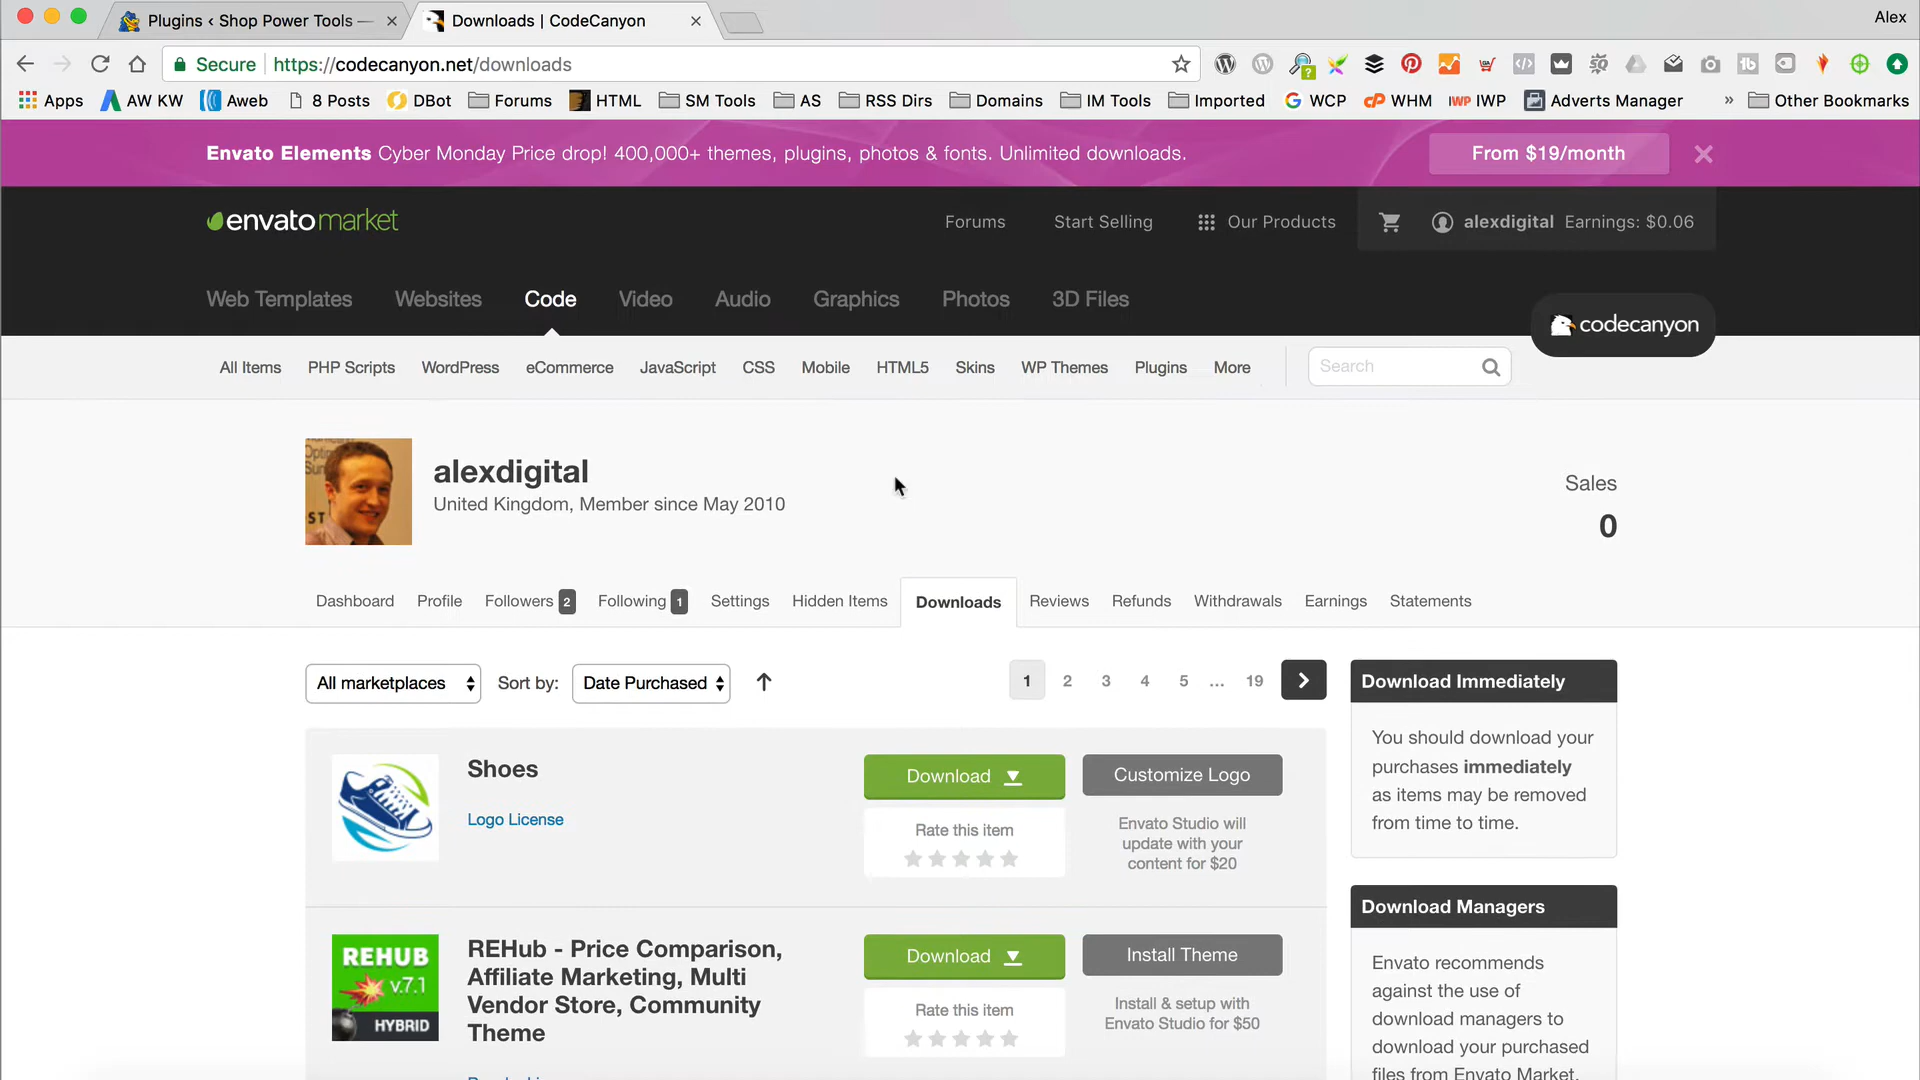 Plugins ‹ Shop Power Tools —
Downloads | CodeCanyon
Alex
Secure | https://codecanyon.net/downloads
Apps
AW KW
Aweb
8 Posts
DBot
Forums
HTML
SM Tools
AS
RSS Dirs
Domains
IM Tools
Imported
WCP
WHM
IWP IWP
Adverts Manager
» Other Bookmarks
Envato Elements Cyber Monday Price drop! 400,000+ themes, plugins, photos & fonts. Unlimited downloads.
From $19/month
envatomarket
Forums
Start Selling
Our Products
alexdigital Earnings: $0.06
Web Templates
Websites
Code
Video
Audio
Graphics
Photos
3D Files
codecanyon
All Items
PHP Scripts
WordPress
eCommerce
JavaScript
CSS
Mobile
HTML5
Skins
WP Themes
Plugins
More
Search
alexdigital
United Kingdom, Member since May 2010
Sales
0
Dashboard
Profile
Followers 2
Following 1
Settings
Hidden Items
Downloads
Reviews
Refunds
Withdrawals
Earnings
Statements
All marketplaces
Sort by:
Date Purchased
1 2 3 4 5 ... 19
Shoes
Logo License
Download
Rate this item
Customize Logo
Envato Studio will
update with your
content for $20
REHUB
v.7.1
HYBRID
REHub - Price Comparison,
Affiliate Marketing, Multi
Vendor Store, Community
Theme
Download
Rate this item
Install Theme
Install & setup with
Envato Studio for $50
Download Immediately
You should download your
purchases immediately
as items may be removed
from time to time.
Download Managers
Envato recommends
against the use of
download managers to
download your purchased
files from Envato Market.